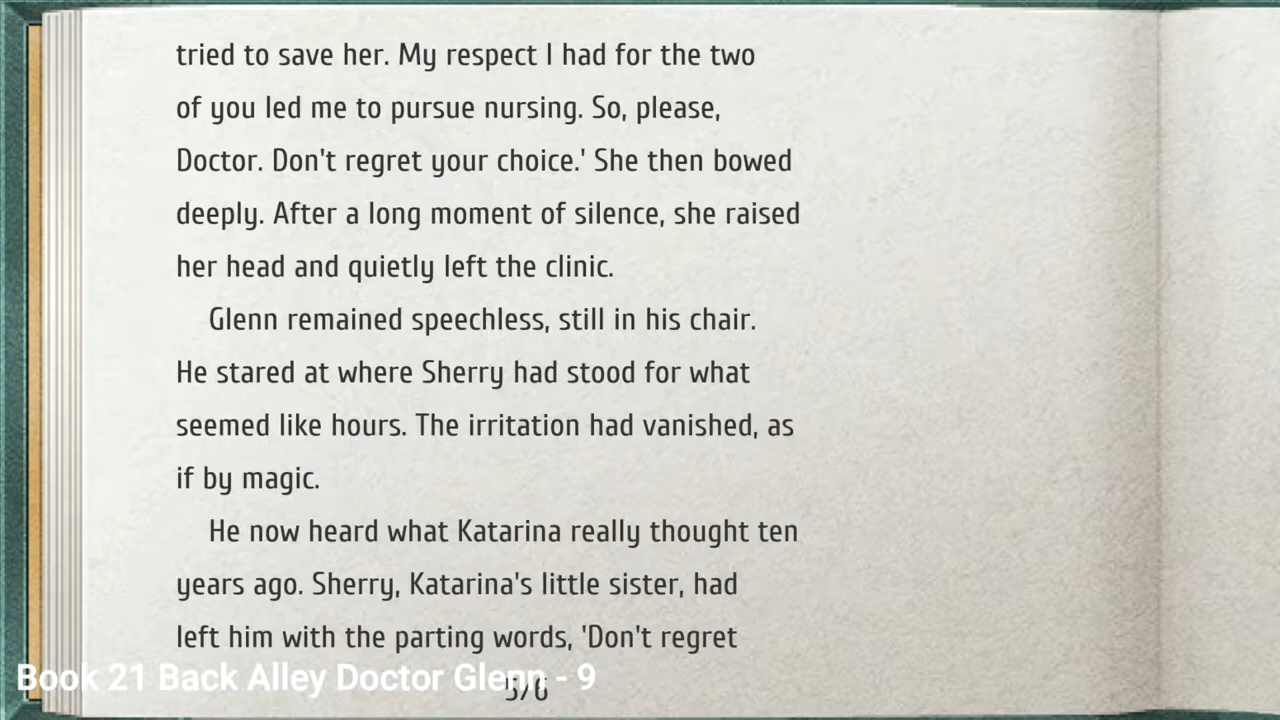 tried to save her. My respect I had for the two
of you led me to pursue nursing. So, please,
Doctor. Don't regret your choice.' She then bowed
deeply. After a long moment of silence, she raised
her head and quietly left the clinic.
Glenn remained speechless, still in his chair.
He stared at where Sherry had stood for what
seemed like hours. The irritation had vanished, as
if by magic.
He now heard what Katarina really thought ten
years ago. Sherry, Katarina's little sister, had
left him with the parting words, 'Don't regret
Book 21 Back Alley Doctor Glenn - 9
5/6